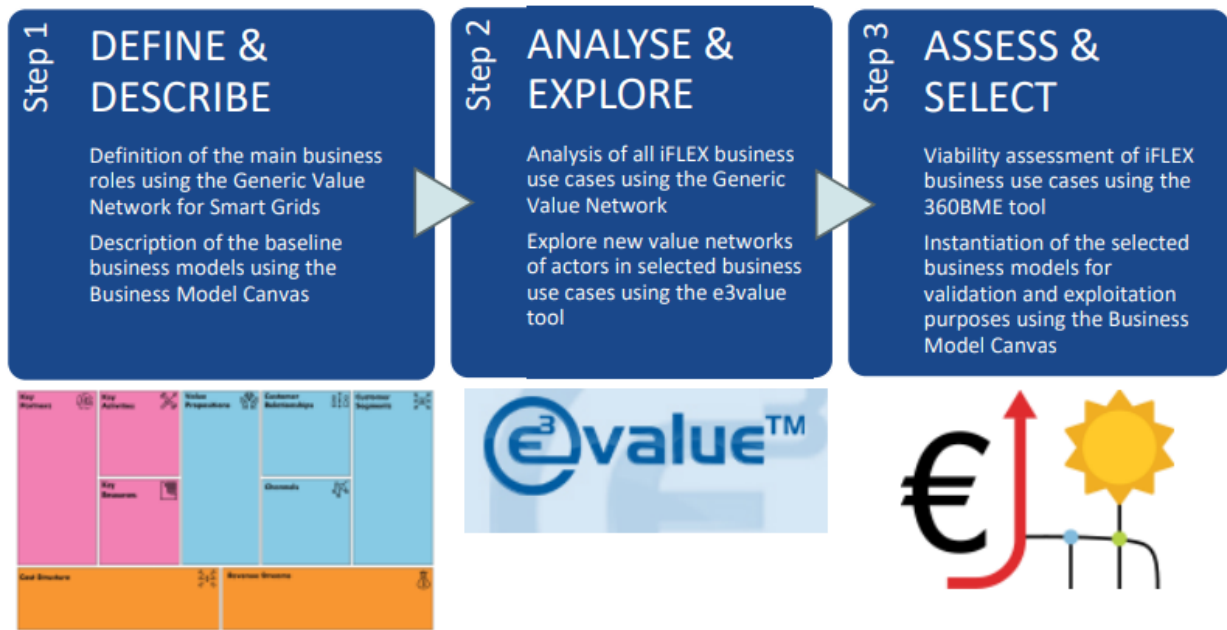 Step 1
DEFINE &
DESCRIBE
Definition of the main business
roles using the Generic Value
Network for Smart Grids
Description of the baseline
business models using the
Business Model Canvas
Step 2
ANALYSE &
EXPLORE
Analysis of all iFLEX business
use cases using the Generic
Value Network
Explore new value networks
of actors in selected business
use cases using the e3value
tool
Step 3
ASSESS &
SELECT
Viability assessment of iFLEX
business use cases using the
360BME tool
Instantiation of the selected
business models for
validation and exploitation
purposes using the Business
Model Canvas
Key
Partners
Key
Activities
Value
Propositions
Customer
Relationships
Customer
Segments
Key
Resources
Channels
Cost Structure
Revenue Streams
e3value™
€